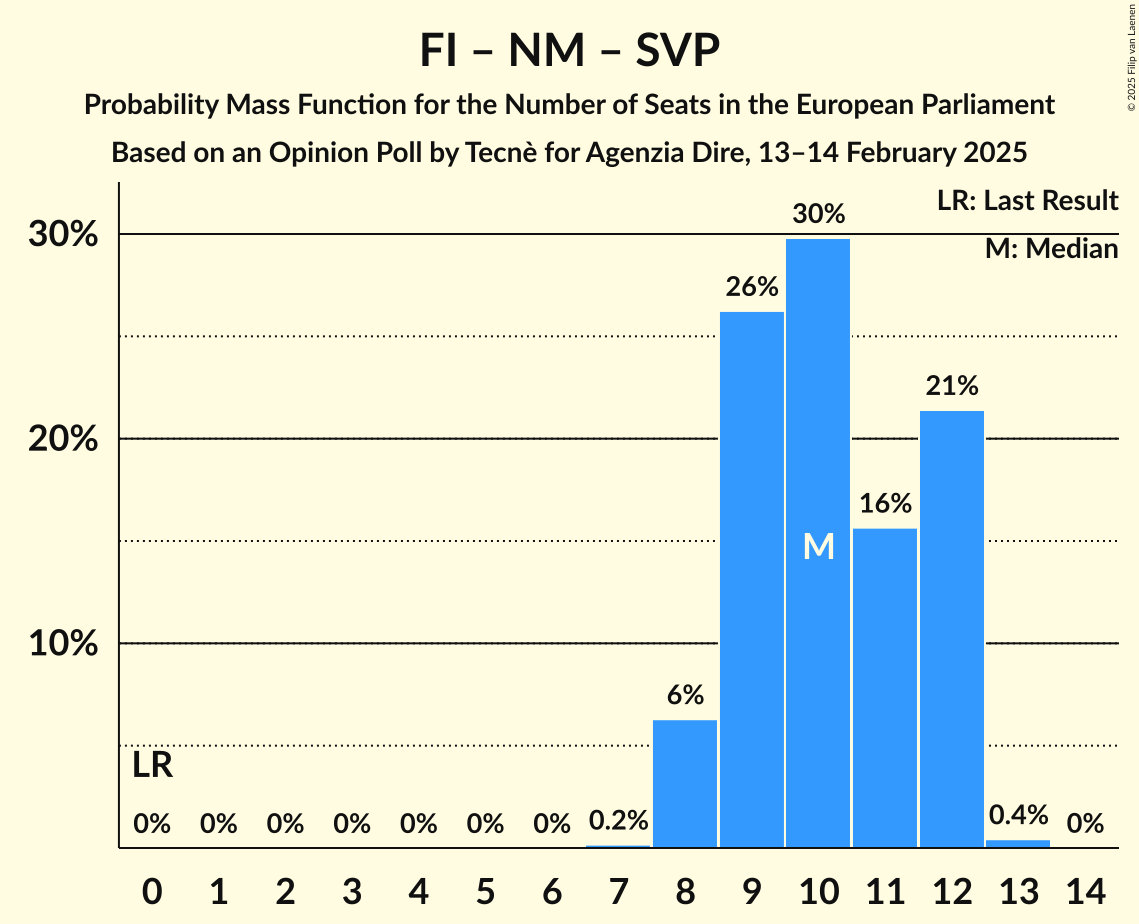 FI – NM – SVP
Probability Mass Function for the Number of Seats in the European Parliament
Based on an Opinion Poll by Tecnè for Agenzia Dire, 13–14 February 2025
© 2025 Filip van Laenen
LR: Last Result
M: Median
30%
20%
10%
30%
26%
21%
16%
M
6%
LR
0% 0% 0% 0% 0% 0% 0% 0.2% 0.4% 0%
0 1 2 3 4 5 6 7 8 9 10 11 12 13 14